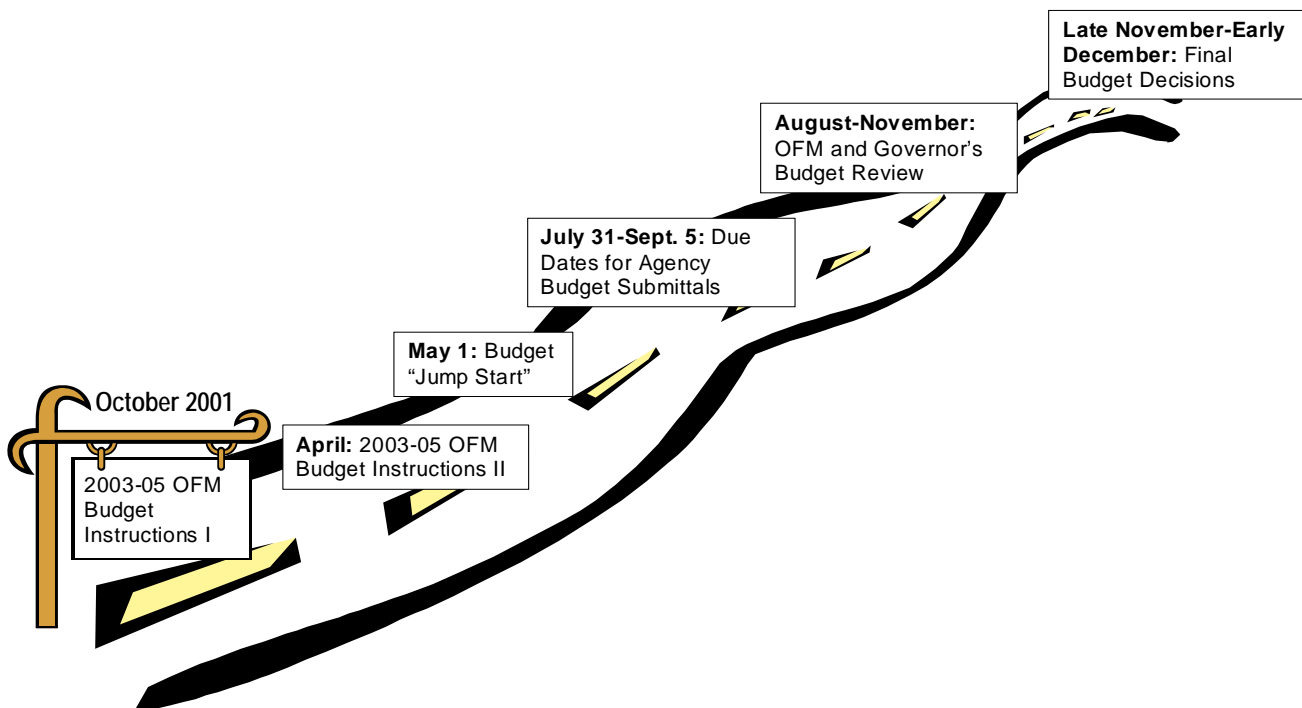 October 2001
2003-05 OFM
Budget
Instructions I
April: 2003-05 OFM
Budget Instructions II
May 1: Budget
“Jump Start”
July 31-Sept. 5: Due
Dates for Agency
Budget Submittals
August-November:
OFM and Governor’s
Budget Review
Late November-Early
December: Final
Budget Decisions